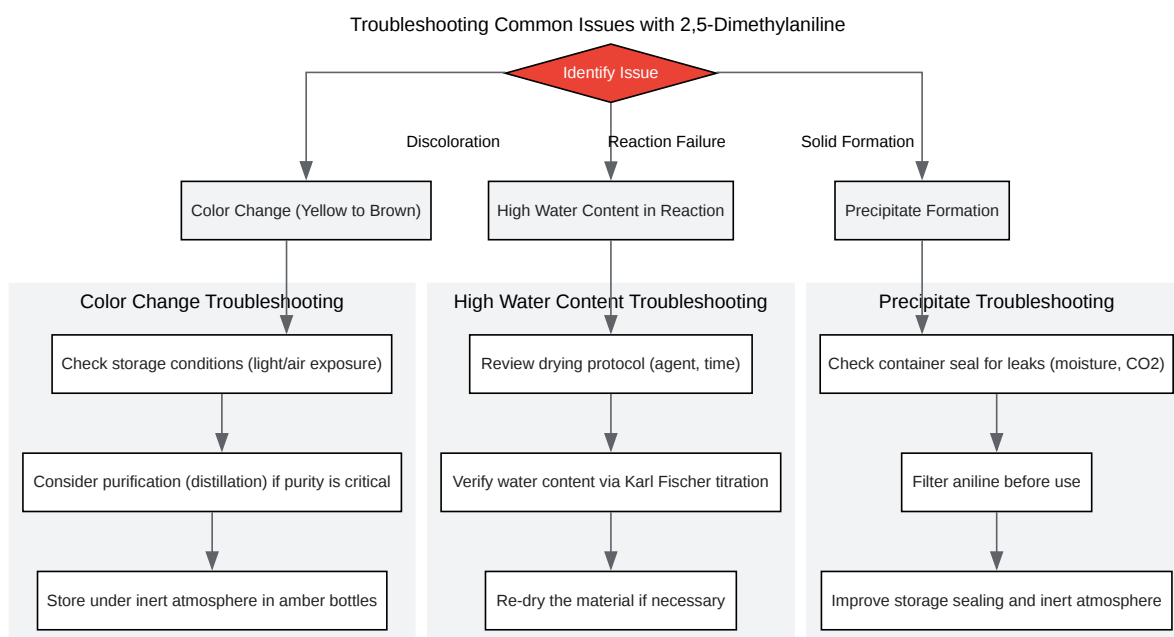 Troubleshooting Common Issues with 2,5-Dimethylaniline
Identify Issue
Discoloration
Reaction Failure
Solid Formation
Color Change (Yellow to Brown)
High Water Content in Reaction
Precipitate Formation
Color Change Troubleshooting
High Water Content Troubleshooting
Precipitate Troubleshooting
Check storage conditions (light/air exposure)
Review drying protocol (agent, time)
Check container seal for leaks (moisture, CO2)
Consider purification (distillation) if purity is critical
Verify water content via Karl Fischer titration
Filter aniline before use
Store under inert atmosphere in amber bottles
Re-dry the material if necessary
Improve storage sealing and inert atmosphere